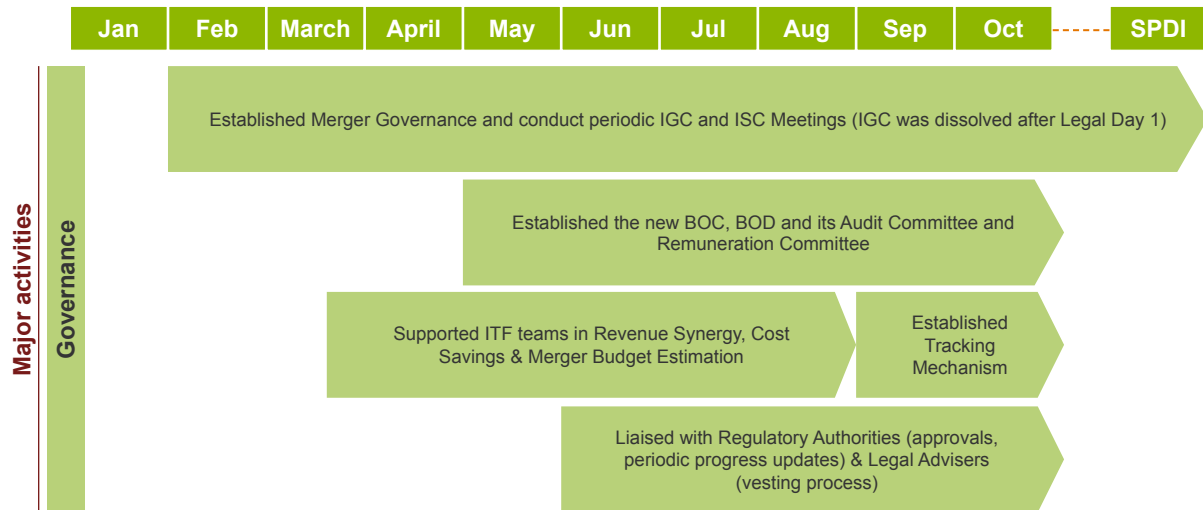 Jan
Feb
March
April
May
Jun
Jul
Aug
Sep
Oct
SPDI
Major activities
Governance
Established Merger Governance and conduct periodic IGC and ISC Meetings (IGC was dissolved after Legal Day 1)
Established the new BOC, BOD and its Audit Committee and
Remuneration Committee
Supported ITF teams in Revenue Synergy, Cost
Savings & Merger Budget Estimation
Established
Tracking
Mechanism
Liaised with Regulatory Authorities (approvals,
periodic progress updates) & Legal Advisers
(vesting process)